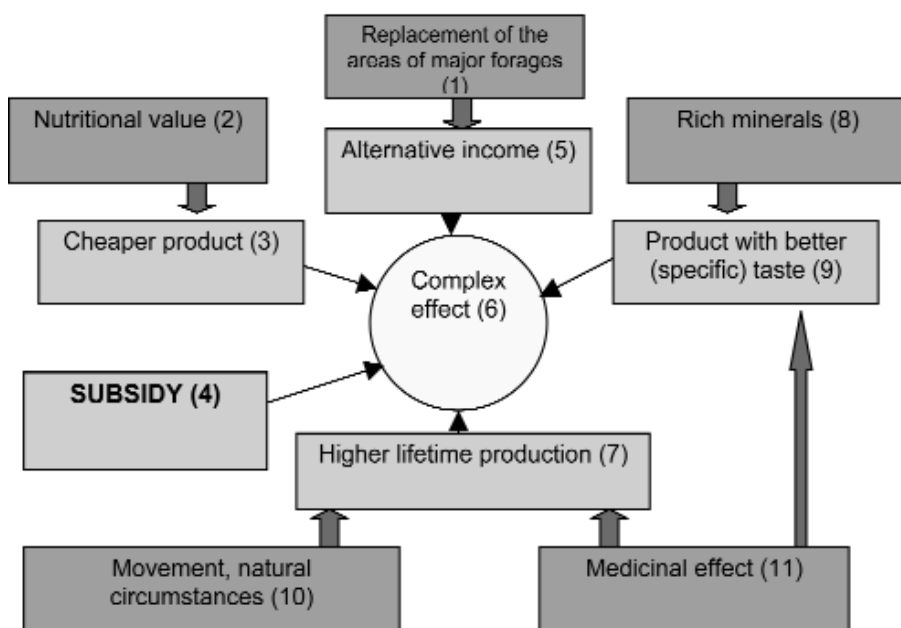 Replacement of the
areas of major forages
(1)
Nutritional value (2)
Rich minerals (8)
Alternative income (5)
Cheaper product (3)
Product with better
(specific) taste (9)
Complex
effect (6)
SUBSIDY (4)
Higher lifetime production (7)
Movement, natural
circumstances (10)
Medicinal effect (11)